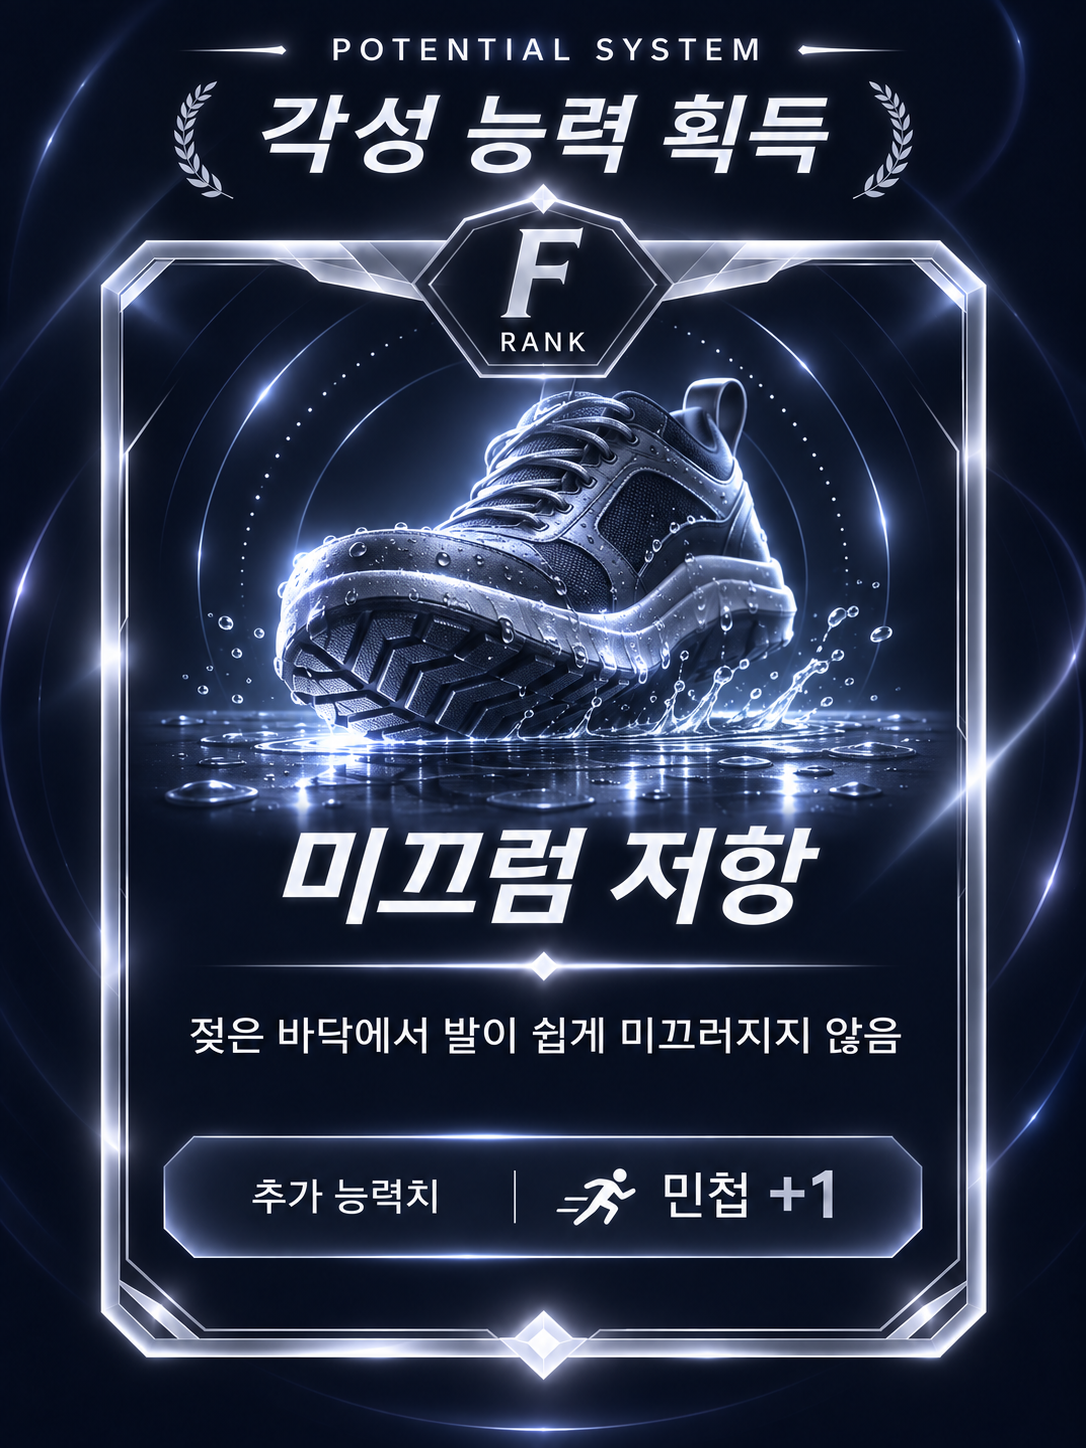 POTENTIAL SYSTEM
각성 능력 획득
F
RANK
미끄럼 저항
젖은 바닥에서 발이 쉽게 미끄러지지 않음
추가 능력치
민첩 +1